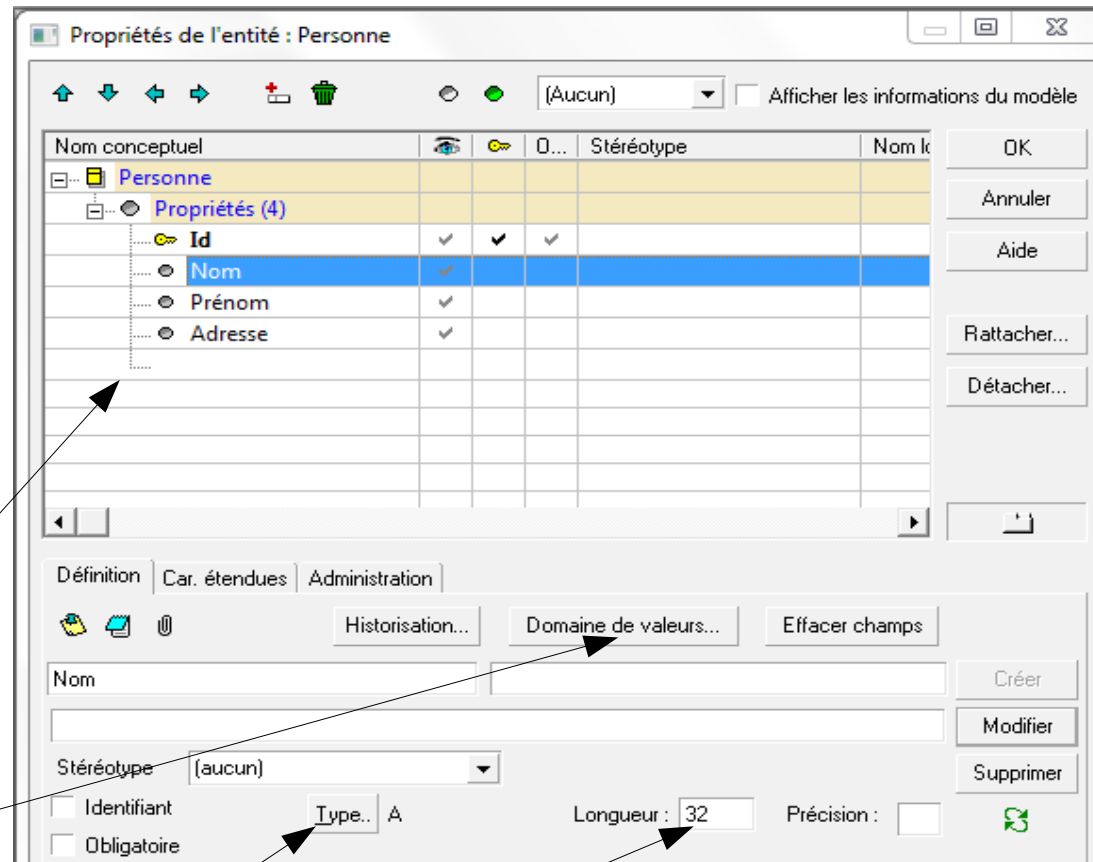 Propriétés de l'entité : Personne
(Aucun) Afficher les informations du modèle
Nom conceptuel O... Stéréotype Nom lo
OK
Personne
Propriétés (4)
Annuler
Id
Aide
Nom
Prénom
Adresse
Rattacher...
Détacher...
Définition Car. étendues Administration
Historisation... Domaine de valeurs... Effacer champs
Nom
Créer
Modifier
Stéréotype (aucun)
Supprimer
Identifiant Type.. A Longueur : 32 Précision :
Obligatoire